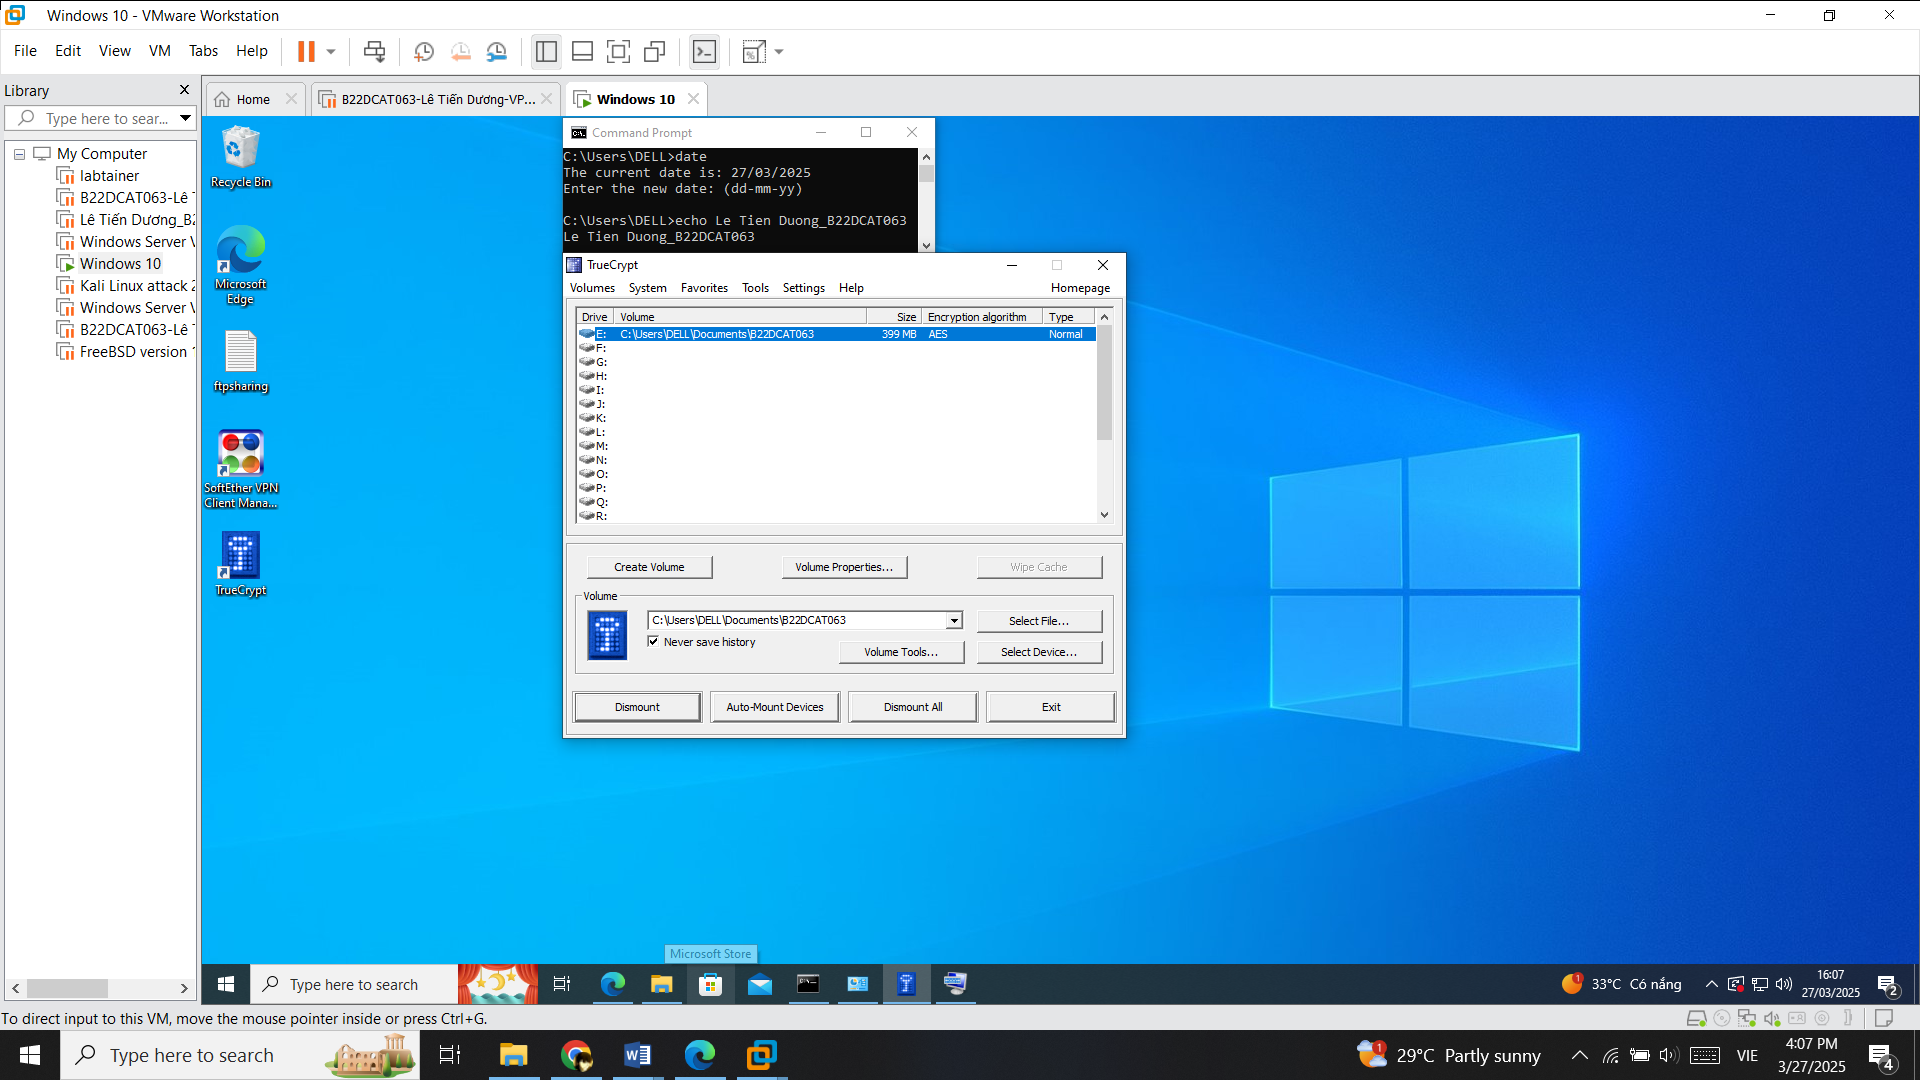 Windows 10 - VMware Workstation
File Edit View VM Tabs Help
Library
Type here to sear...
My Computer
labtainer
B22DCAT063-Lê
Lê Tiến Dương_B2
Windows Server
Windows 10
Kali Linux attack 2
Windows Server
B22DCAT063-Lê
FreeBSD version
Home
B22DCAT063-Lê Tiến Dương-VP...
Windows 10
Recycle Bin
Microsoft
Edge
ftpsharing
SoftEther VPN
Client Mana...
TrueCrypt
Command Prompt
C:\Users\DELL>date
The current date is: 27/03/2025
Enter the new date: (dd-mm-yy)
C:\Users\DELL>echo Le Tien Duong_B22DCAT063
Le Tien Duong_B22DCAT063
TrueCrypt
Volumes System Favorites Tools Settings Help Homepage
Drive Volume Size Encryption algorithm Type
E: C:\Users\DELL\Documents\B22DCAT063 399 MB AES Normal
F:
G:
H:
I:
J:
K:
L:
M:
N:
O:
P:
Q:
R:
Create Volume Volume Properties... Wipe Cache
Volume
C:\Users\DELL\Documents\B22DCAT063 Select File...
Never save history
Volume Tools... Select Device...
Dismount Auto-Mount Devices Dismount All Exit
Microsoft Store
Type here to search
1
33°C Có nắng
16:07
27/03/2025
2
To direct input to this VM, move the mouse pointer inside or press Ctrl+G.
Type here to search
1
29°C Partly sunny
VIE
4:07 PM
3/27/2025
4